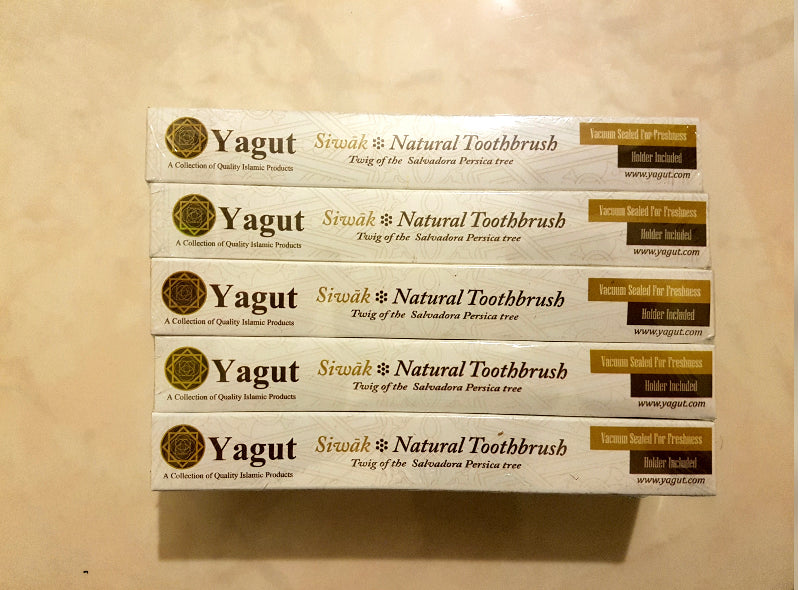 Yagut Siwāk Natural Toothbrush Vacuum Sealed For Freshness
A Collection of Quality Islamic Products Twig of the Salvadora Persica tree Holder Included
www.yagut.com
Yagut Siwāk Natural Toothbrush Vacuum Sealed For Freshness
A Collection of Quality Islamic Products Twig of the Salvadora Persica tree Holder Included
www.yagut.com
Yagut Siwāk Natural Toothbrush Vacuum Sealed For Freshness
A Collection of Quality Islamic Products Twig of the Salvadora Persica tree Holder Included
www.yagut.com
Yagut Siwāk Natural Toothbrush Vacuum Sealed For Freshness
A Collection of Quality Islamic Products Twig of the Salvadora Persica tree Holder Included
www.yagut.com
Yagut Siwāk Natural Toothbrush Vacuum Sealed For Freshness
A Collection of Quality Islamic Products Twig of the Salvadora Persica tree Holder Included
www.yagut.com